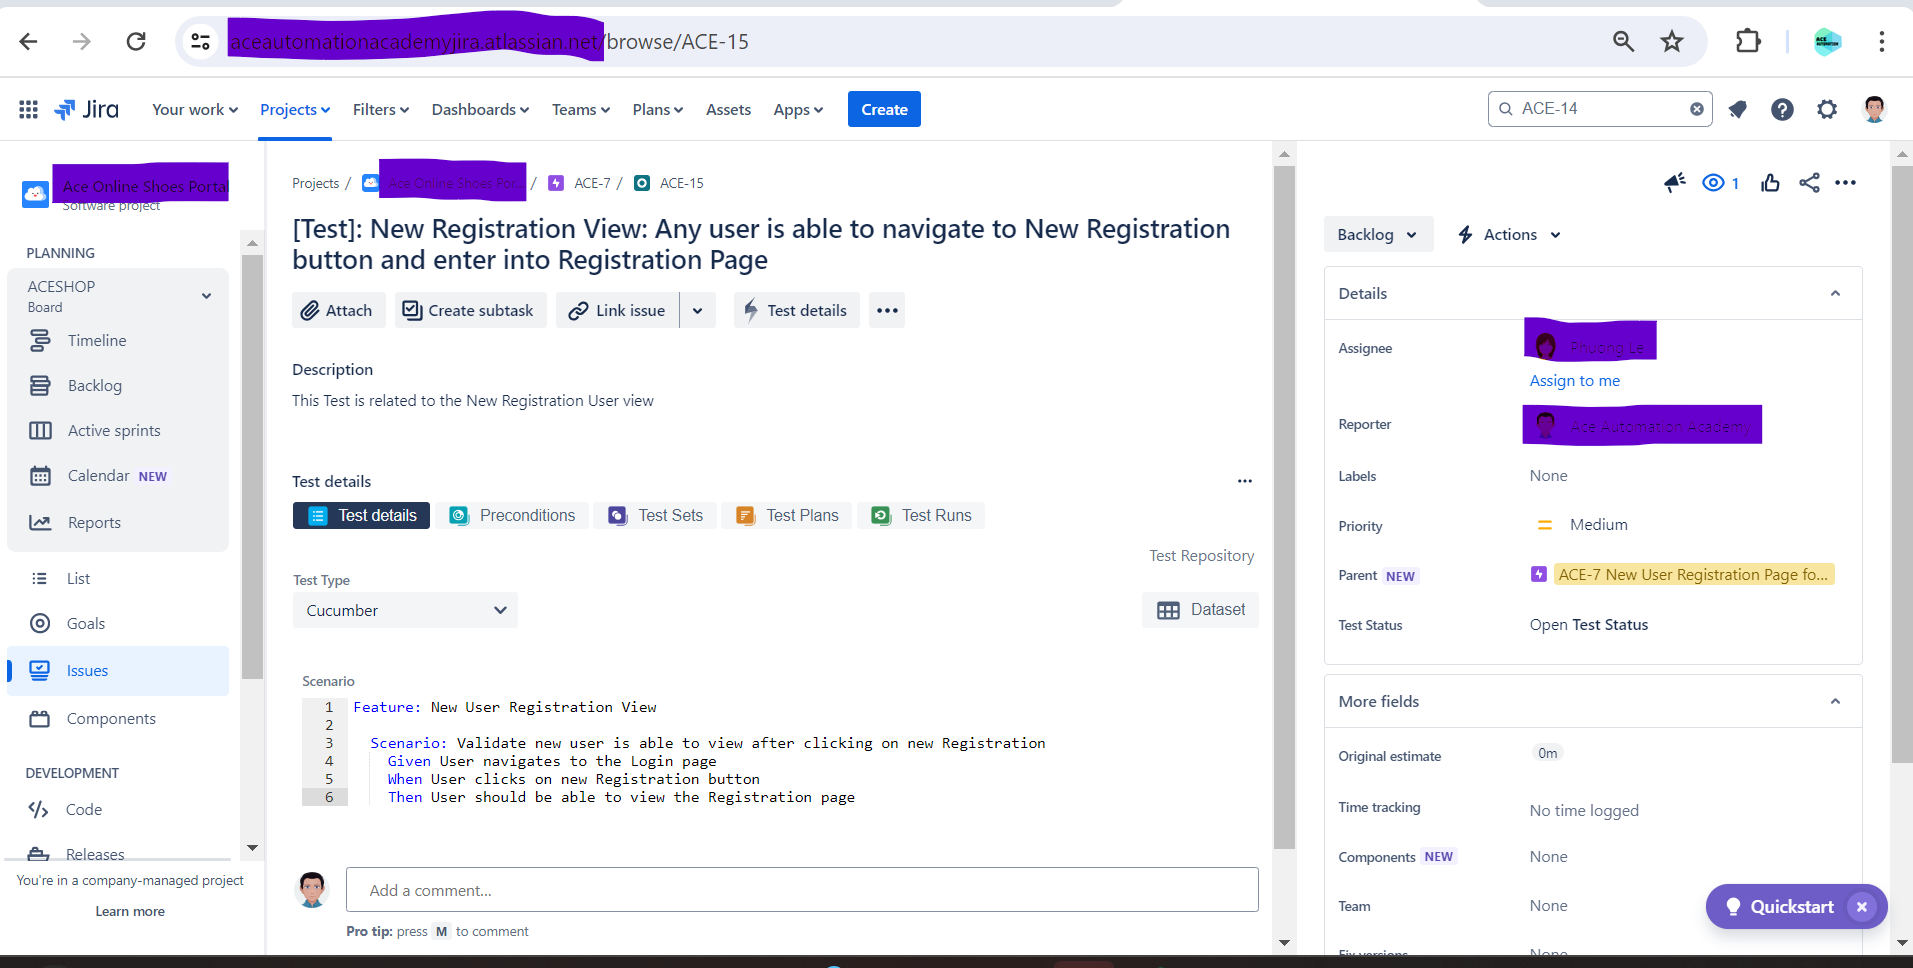 aceautomationacademyjira.atlassian.net/browse/ACE-15
Jira
Your work
Projects
Filters
Dashboards
Teams
Plans
Assets
Apps
Create
ACE-14
Ace Online Shoes Portal
Software project
PLANNING
ACESHOP
Board
Timeline
Backlog
Active sprints
Calendar NEW
Reports
List
Goals
Issues
Components
DEVELOPMENT
Code
Releases
You're in a company-managed project
Learn more
Projects / Ace Online Shoes Por... / ACE-7 / ACE-15
[Test]: New Registration View: Any user is able to navigate to New Registration
button and enter into Registration Page
Attach
Create subtask
Link issue
Test details
Description
This Test is related to the New Registration User view
Test details
Test details
Preconditions
Test Sets
Test Plans
Test Runs
Test Repository
Test Type
Cucumber
Dataset
Scenario
1 Feature: New User Registration View
2
3 Scenario: Validate new user is able to view after clicking on new Registration
4 Given User navigates to the Login page
5 When User clicks on new Registration button
6 Then User should be able to view the Registration page
Add a comment...
Pro tip: press M to comment
1
Backlog
Actions
Details
Assignee
Phuong Le
Assign to me
Reporter
Ace Automation Academy
Labels
None
Priority
Medium
Parent NEW
ACE-7 New User Registration Page fo...
Test Status
Open Test Status
More fields
Original estimate
0m
Time tracking
No time logged
Components NEW
None
Team
None
Fix versions
None
Quickstart